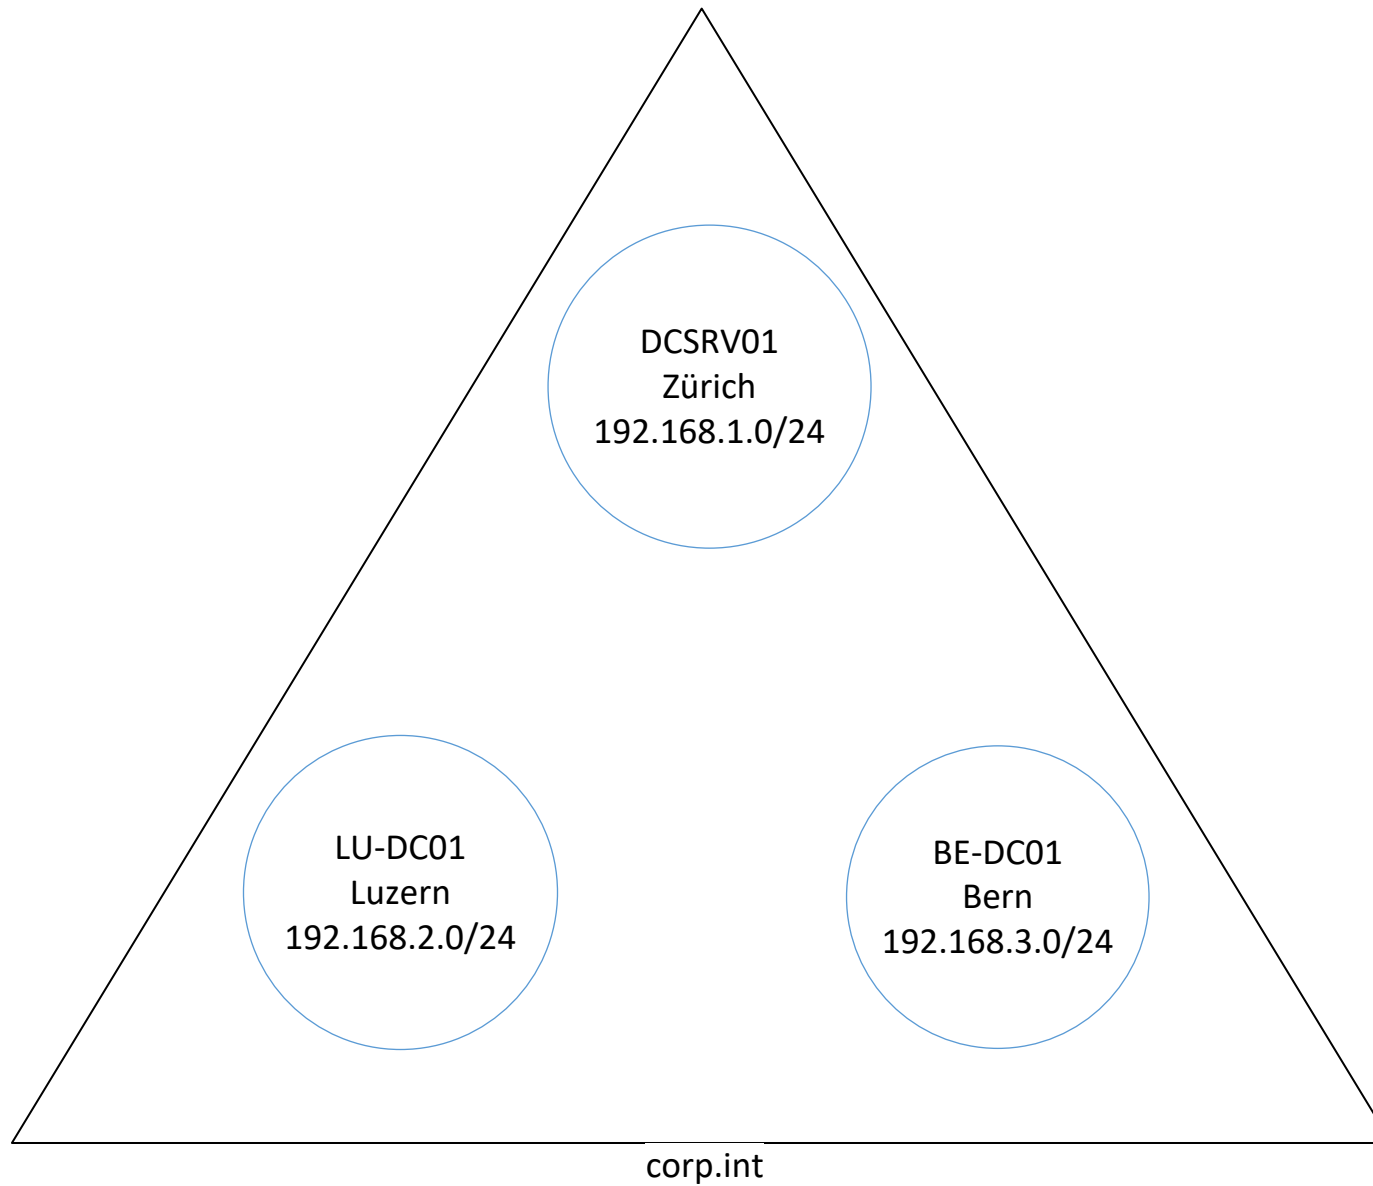 DCSRV01
Zürich
192.168.1.0/24
LU-DC01
Luzern
192.168.2.0/24
BE-DC01
Bern
192.168.3.0/24
corp.int